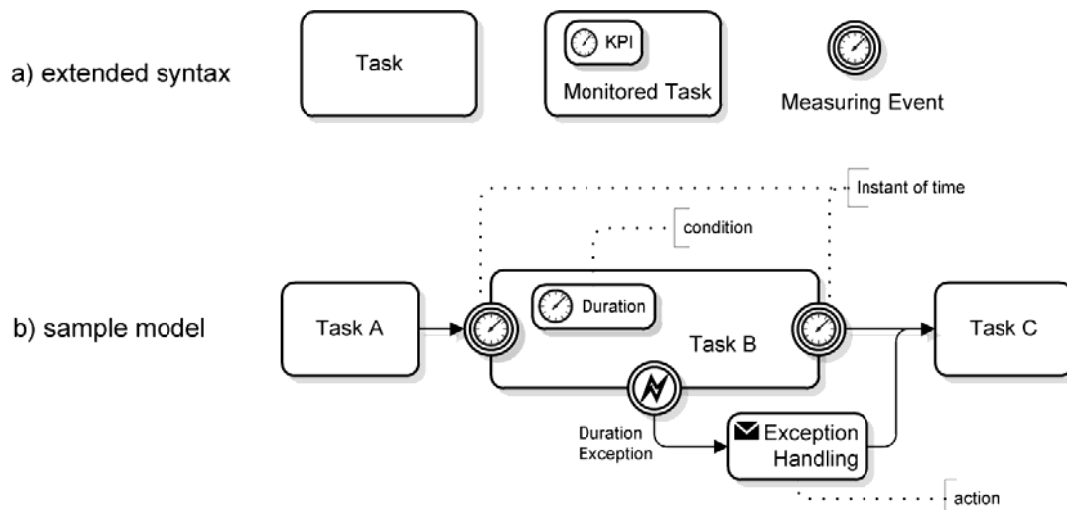 a) extended syntax
Task
KPI
Monitored Task
Measuring Event
Instant of time
condition
b) sample model
Task A
Duration
Task B
Task C
Duration
Exception
Exception
Handling
action